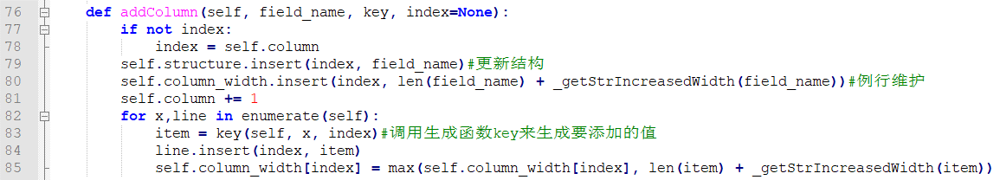 76 def addColumn(self, field_name, key, index=None):
77 if not index:
78 index = self.column
79 self.structure.insert(index, field_name)#更新结构
80 self.column_width.insert(index, len(field_name) + _getStrIncreasedWidth(field_name))#例行维护
81 self.column += 1
82 for x,line in enumerate(self):
83 item = key(self, x, index)#调用生成函数key来生成要添加的值
84 line.insert(index, item)
85 self.column_width[index] = max(self.column_width[index], len(item) + _getStrIncreasedWidth(item))